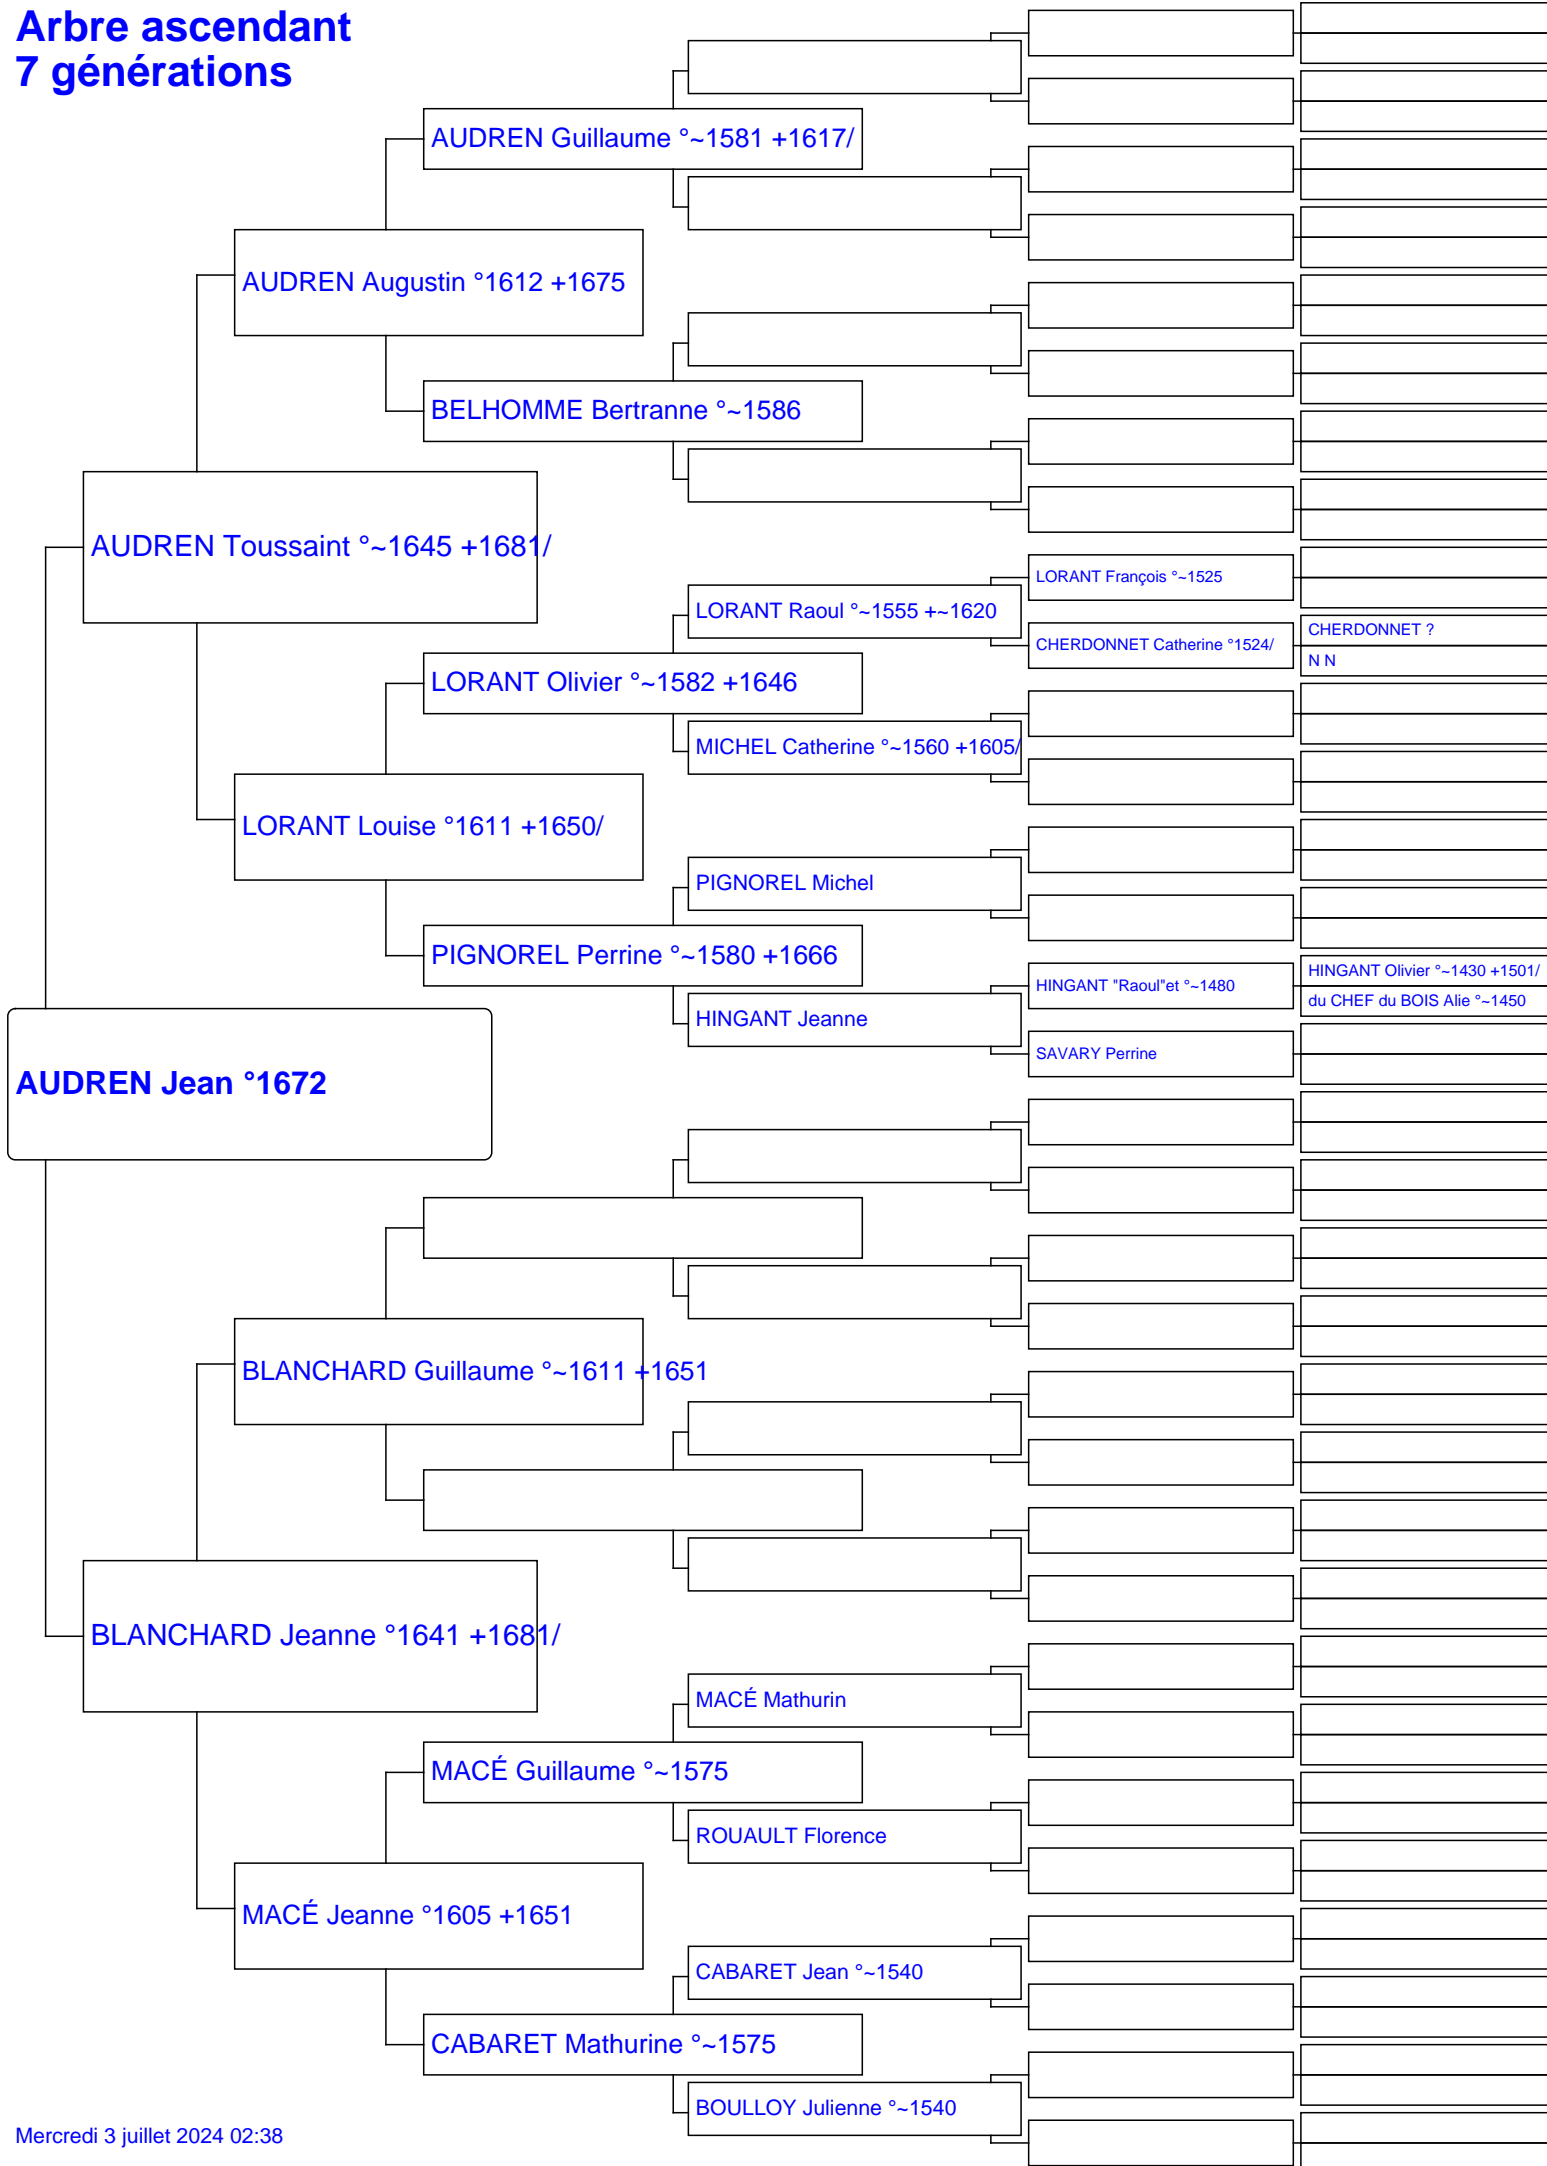 Arbre ascendant
7 générations
AUDREN Guillaume °~1581 +1617/
AUDREN Augustin °1612 +1675
BELHOMME Bertranne °~1586
AUDREN Toussaint °~1645 +1681/
LORANT François °~1525
LORANT Raoul °~1555 +~1620
CHERDONNET ?
CHERDONNET Catherine °1524/
N N
LORANT Olivier °~1582 +1646
MICHEL Catherine °~1560 +1605/
LORANT Louise °1611 +1650/
PIGNOREL Michel
PIGNOREL Perrine °~1580 +1666
HINGANT Olivier °~1430 +1501/
HINGANT "Raoul"et °~1480
du CHEF du BOIS Alie °~1450
HINGANT Jeanne
SAVARY Perrine
AUDREN Jean °1672
BLANCHARD Guillaume °~1611 +1651
BLANCHARD Jeanne °1641 +1681/
MACÉ Mathurin
MACÉ Guillaume °~1575
ROUAULT Florence
MACÉ Jeanne °1605 +1651
CABARET Jean °~1540
CABARET Mathurine °~1575
BOULLOY Julienne °~1540
Mercredi 3 juillet 2024 02:38